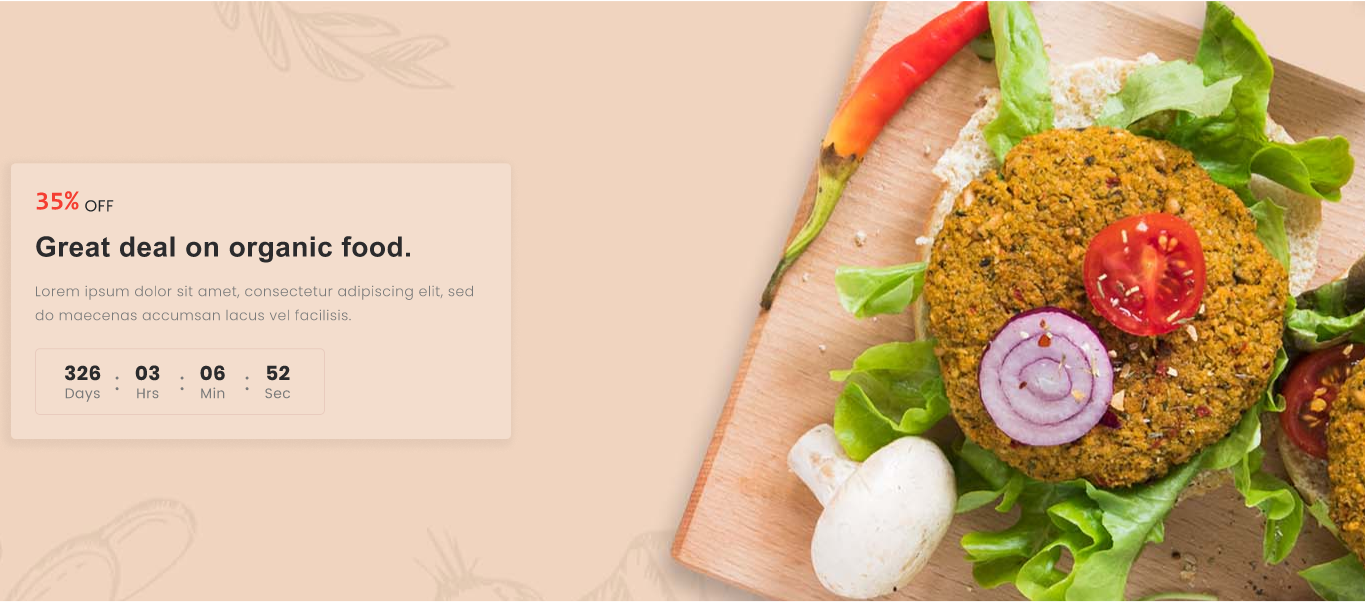 35% OFF
Great deal on organic food.
Lorem ipsum dolor sit amet, consectetur adipiscing elit, sed
do maecenas accumsan lacus vel facilisis.
326 : 03 : 06 : 52
Days Hrs Min Sec